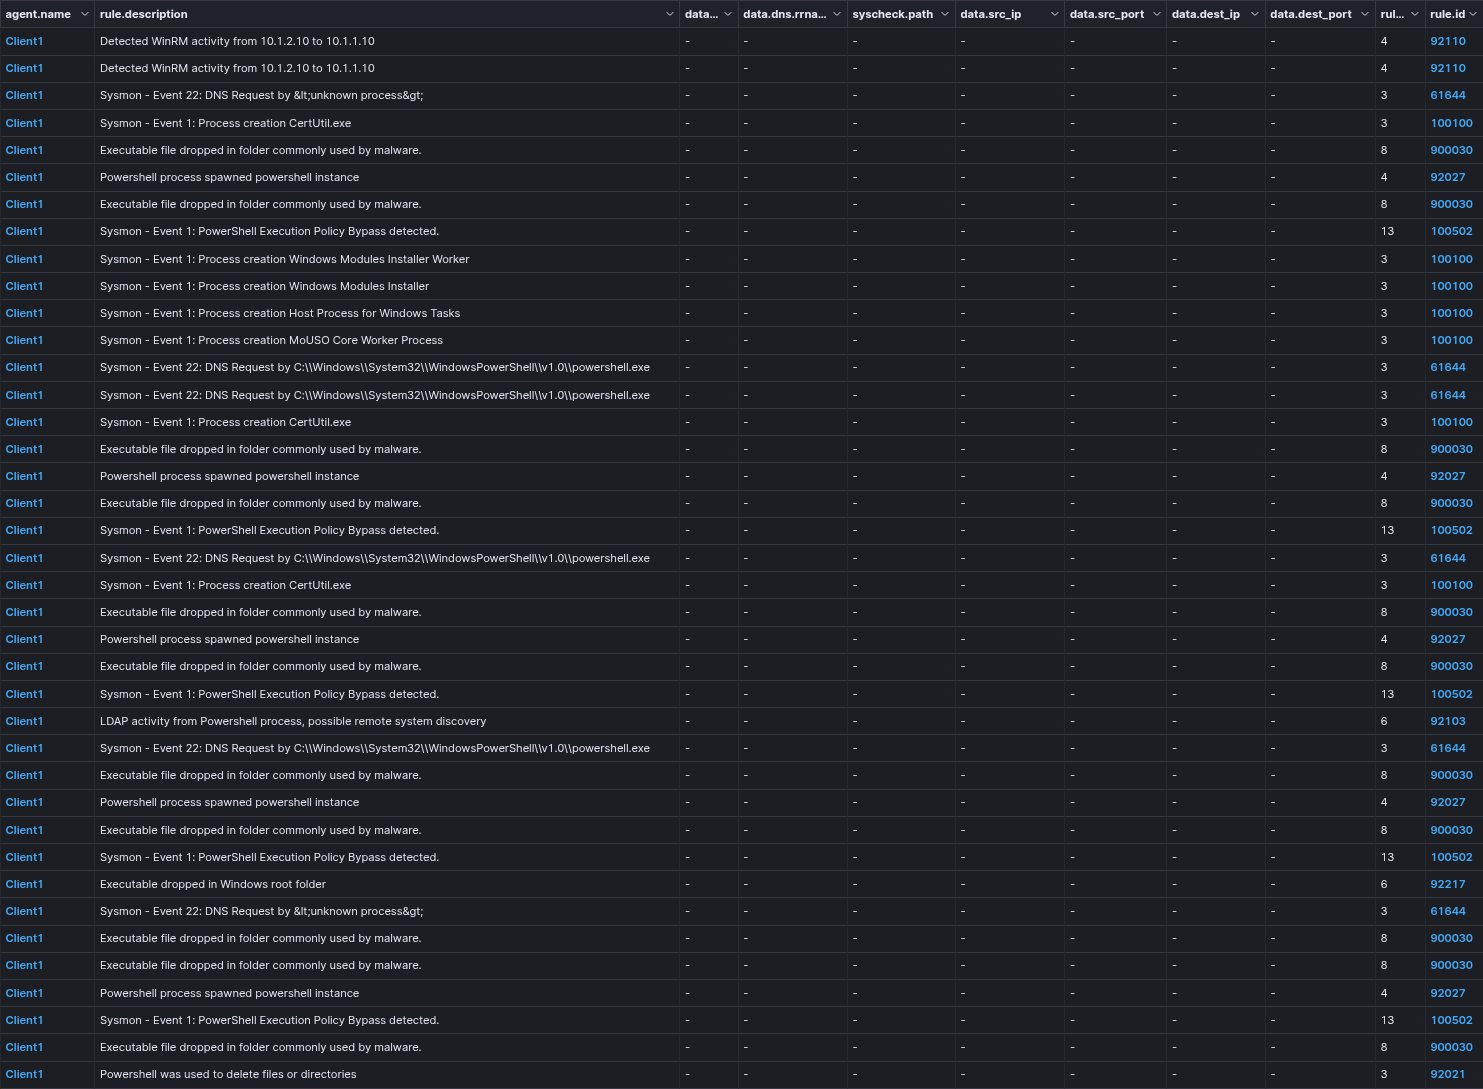 agent.name rule.description data... data.dns.rrna... syscheck.path data.src_ip data.src_port data.dest_ip data.dest_port rul... rule.id
Client1 Detected WinRM activity from 10.1.2.10 to 10.1.1.10 - - - - - - - 4 92110
Client1 Detected WinRM activity from 10.1.2.10 to 10.1.1.10 - - - - - - - 4 92110
Client1 Sysmon - Event 22: DNS Request by &lt;unknown process&gt; - - - - - - - 3 61644
Client1 Sysmon - Event 1: Process creation CertUtil.exe - - - - - - - 3 100100
Client1 Executable file dropped in folder commonly used by malware. - - - - - - - 8 900030
Client1 Powershell process spawned powershell instance - - - - - - - 4 92027
Client1 Executable file dropped in folder commonly used by malware. - - - - - - - 8 900030
Client1 Sysmon - Event 1: PowerShell Execution Policy Bypass detected. - - - - - - - 13 100502
Client1 Sysmon - Event 1: Process creation Windows Modules Installer Worker - - - - - - - 3 100100
Client1 Sysmon - Event 1: Process creation Windows Modules Installer - - - - - - - 3 100100
Client1 Sysmon - Event 1: Process creation Host Process for Windows Tasks - - - - - - - 3 100100
Client1 Sysmon - Event 1: Process creation MoUSO Core Worker Process - - - - - - - 3 100100
Client1 Sysmon - Event 22: DNS Request by C:\\Windows\\System32\\WindowsPowerShell\\v1.0\\powershell.exe - - - - - - - 3 61644
Client1 Sysmon - Event 22: DNS Request by C:\\Windows\\System32\\WindowsPowerShell\\v1.0\\powershell.exe - - - - - - - 3 61644
Client1 Sysmon - Event 1: Process creation CertUtil.exe - - - - - - - 3 100100
Client1 Executable file dropped in folder commonly used by malware. - - - - - - - 8 900030
Client1 Powershell process spawned powershell instance - - - - - - - 4 92027
Client1 Executable file dropped in folder commonly used by malware. - - - - - - - 8 900030
Client1 Sysmon - Event 1: PowerShell Execution Policy Bypass detected. - - - - - - - 13 100502
Client1 Sysmon - Event 22: DNS Request by C:\\Windows\\System32\\WindowsPowerShell\\v1.0\\powershell.exe - - - - - - - 3 61644
Client1 Sysmon - Event 1: Process creation CertUtil.exe - - - - - - - 3 100100
Client1 Executable file dropped in folder commonly used by malware. - - - - - - - 8 900030
Client1 Powershell process spawned powershell instance - - - - - - - 4 92027
Client1 Executable file dropped in folder commonly used by malware. - - - - - - - 8 900030
Client1 Sysmon - Event 1: PowerShell Execution Policy Bypass detected. - - - - - - - 13 100502
Client1 LDAP activity from Powershell process, possible remote system discovery - - - - - - - 6 92103
Client1 Sysmon - Event 22: DNS Request by C:\\Windows\\System32\\WindowsPowerShell\\v1.0\\powershell.exe - - - - - - - 3 61644
Client1 Executable file dropped in folder commonly used by malware. - - - - - - - 8 900030
Client1 Powershell process spawned powershell instance - - - - - - - 4 92027
Client1 Executable file dropped in folder commonly used by malware. - - - - - - - 8 900030
Client1 Sysmon - Event 1: PowerShell Execution Policy Bypass detected. - - - - - - - 13 100502
Client1 Executable dropped in Windows root folder - - - - - - - 6 92217
Client1 Sysmon - Event 22: DNS Request by &lt;unknown process&gt; - - - - - - - 3 61644
Client1 Executable file dropped in folder commonly used by malware. - - - - - - - 8 900030
Client1 Executable file dropped in folder commonly used by malware. - - - - - - - 8 900030
Client1 Powershell process spawned powershell instance - - - - - - - 4 92027
Client1 Sysmon - Event 1: PowerShell Execution Policy Bypass detected. - - - - - - - 13 100502
Client1 Executable file dropped in folder commonly used by malware. - - - - - - - 8 900030
Client1 Powershell was used to delete files or directories - - - - - - - 3 92021